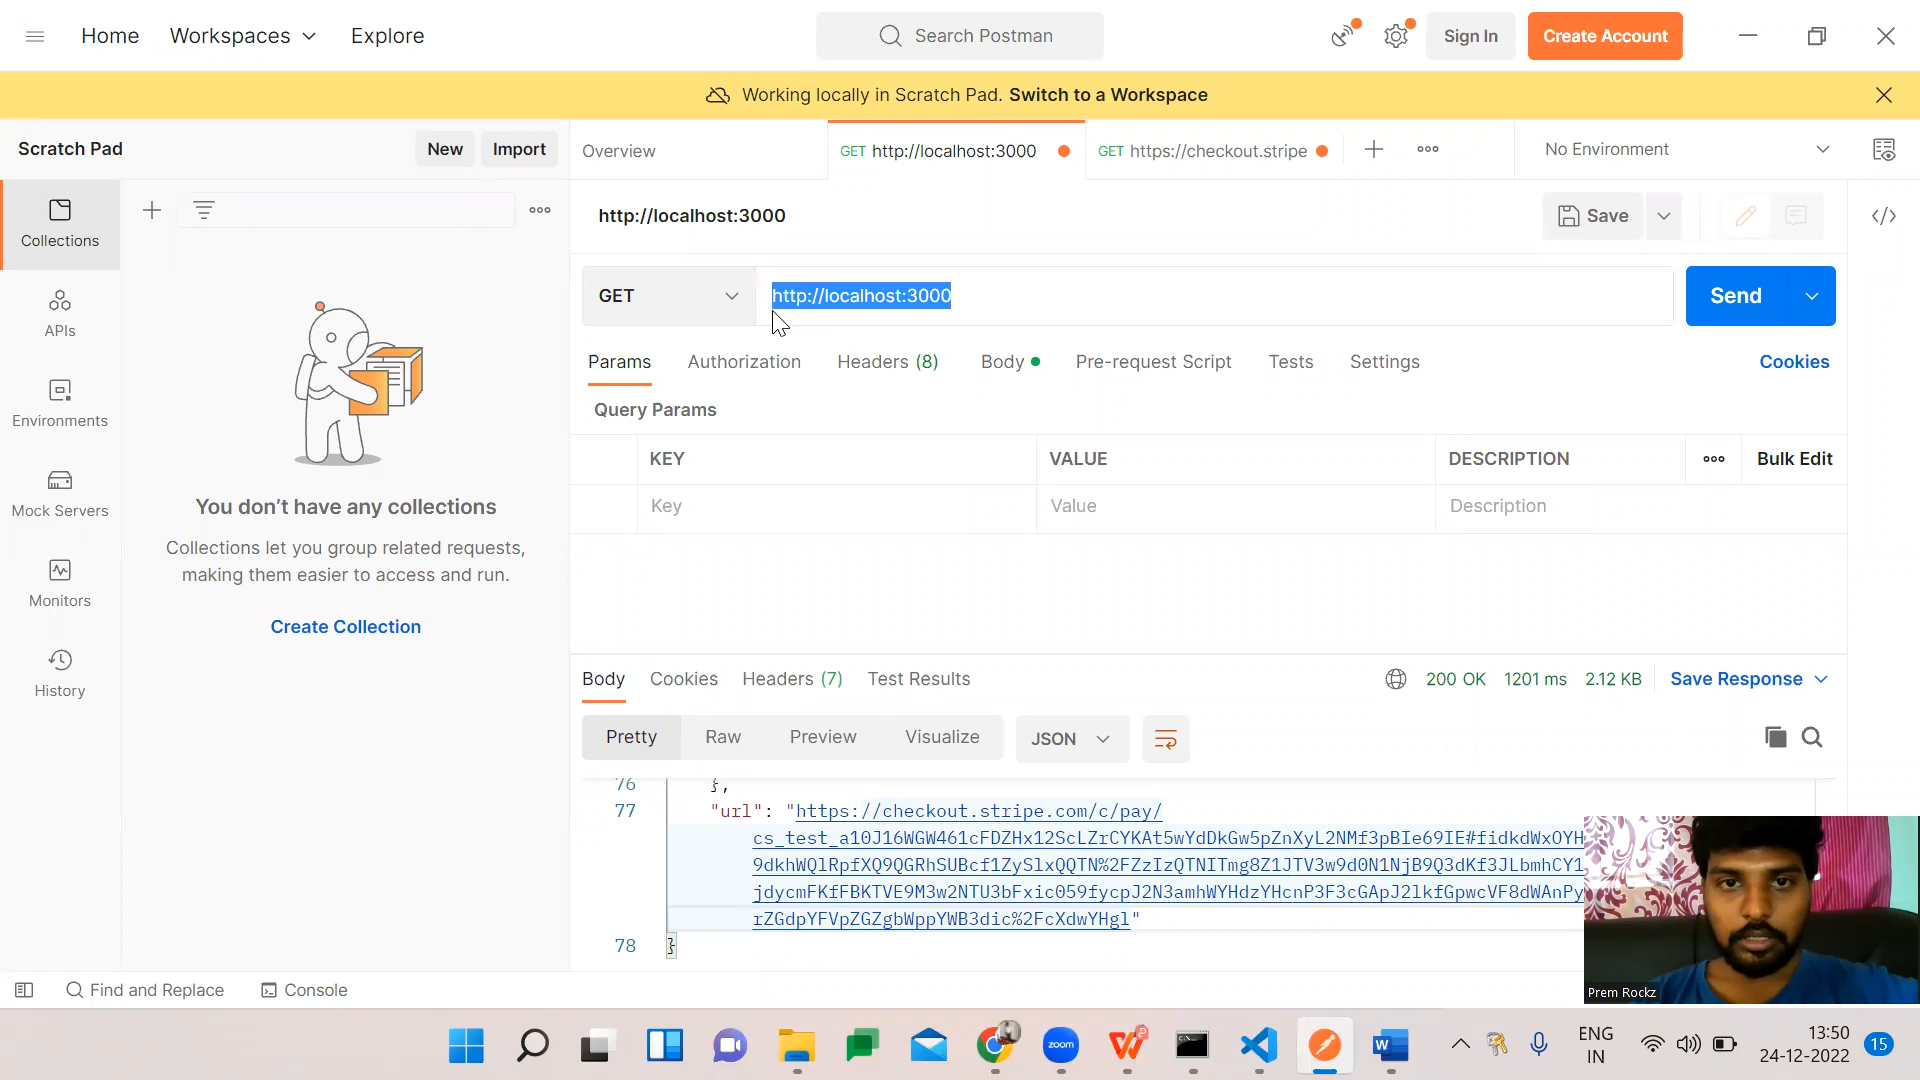 Home
Workspaces
Explore
Search Postman
Sign In
Create Account
Working locally in Scratch Pad. Switch to a Workspace
Scratch Pad
New
Import
Overview
GET http://localhost:3000
GET https://checkout.stripe
No Environment
Collections
APIs
Environments
Mock Servers
Monitors
History
You don’t have any collections
Collections let you group related requests,
making them easier to access and run.
Create Collection
http://localhost:3000
Save
GET
http://localhost:3000
Send
Params
Authorization
Headers (8)
Body
Pre-request Script
Tests
Settings
Cookies
Query Params
KEY
VALUE
DESCRIPTION
Bulk Edit
Key
Value
Description
Body
Cookies
Headers (7)
Test Results
200 OK
1201 ms
2.12 KB
Save Response
Pretty
Raw
Preview
Visualize
JSON
76 },
77 "url": "https://checkout.stripe.com/c/pay/
cs_test_a10J16WGW461cFDZHx12ScLZrCYKAt5wYdDkGw5pZnXyL2NMf3pBIe69IE#fidkdWxOYH
9dkhWQlRpfXQ9QGRhSUBcf1ZySlxQQTN%2FZzIzQTNITmg8Z1JTV3w9d0N1NjB9Q3dKf3JLbmhCY1
jdycmFKfFBKTVE9M3w2NTU3bFxic059fycpJ2N3amhWYHdzYHcnP3F3cGApJ2lkfGpwcVF8dWAnPy
rZGdpYFVpZGZgbWppYWB3dic%2FcXdwYHgl"
78 }
Prem Rockz
Find and Replace
Console
zoom
ENG
IN
13:50
24-12-2022
15